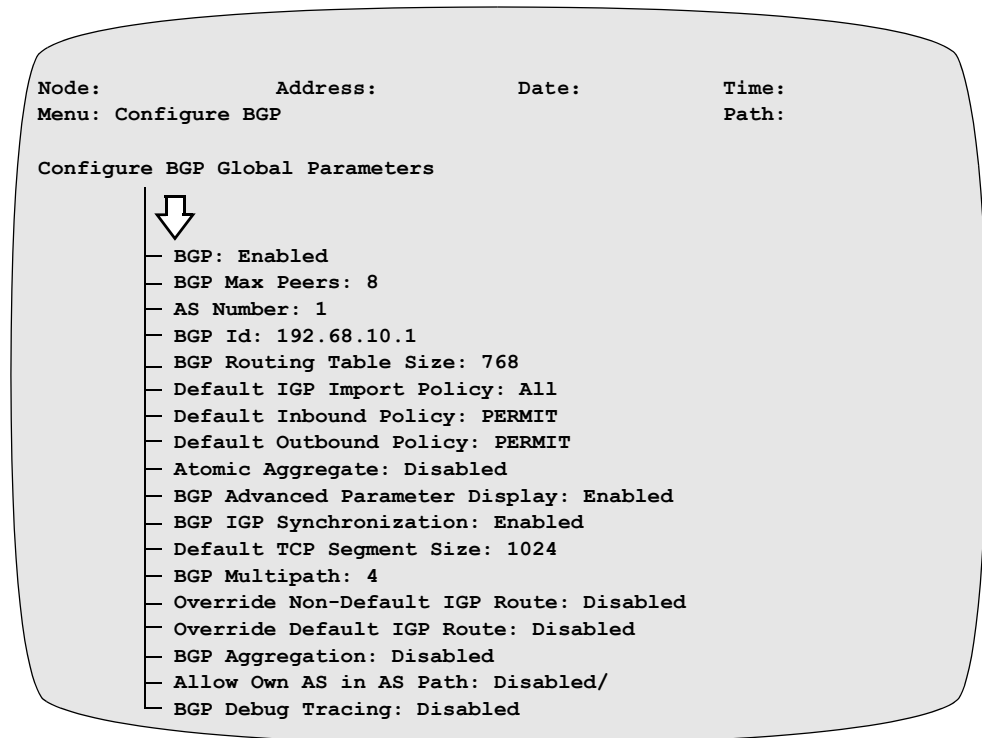 Node: Address: Date: Time:
Menu: Configure BGP Path:
Configure BGP Global Parameters
BGP: Enabled
BGP Max Peers: 8
AS Number: 1
BGP Id: 192.68.10.1
BGP Routing Table Size: 768
Default IGP Import Policy: All
Default Inbound Policy: PERMIT
Default Outbound Policy: PERMIT
Atomic Aggregate: Disabled
BGP Advanced Parameter Display: Enabled
BGP IGP Synchronization: Enabled
Default TCP Segment Size: 1024
BGP Multipath: 4
Override Non-Default IGP Route: Disabled
Override Default IGP Route: Disabled
BGP Aggregation: Disabled
Allow Own AS in AS Path: Disabled/
BGP Debug Tracing: Disabled